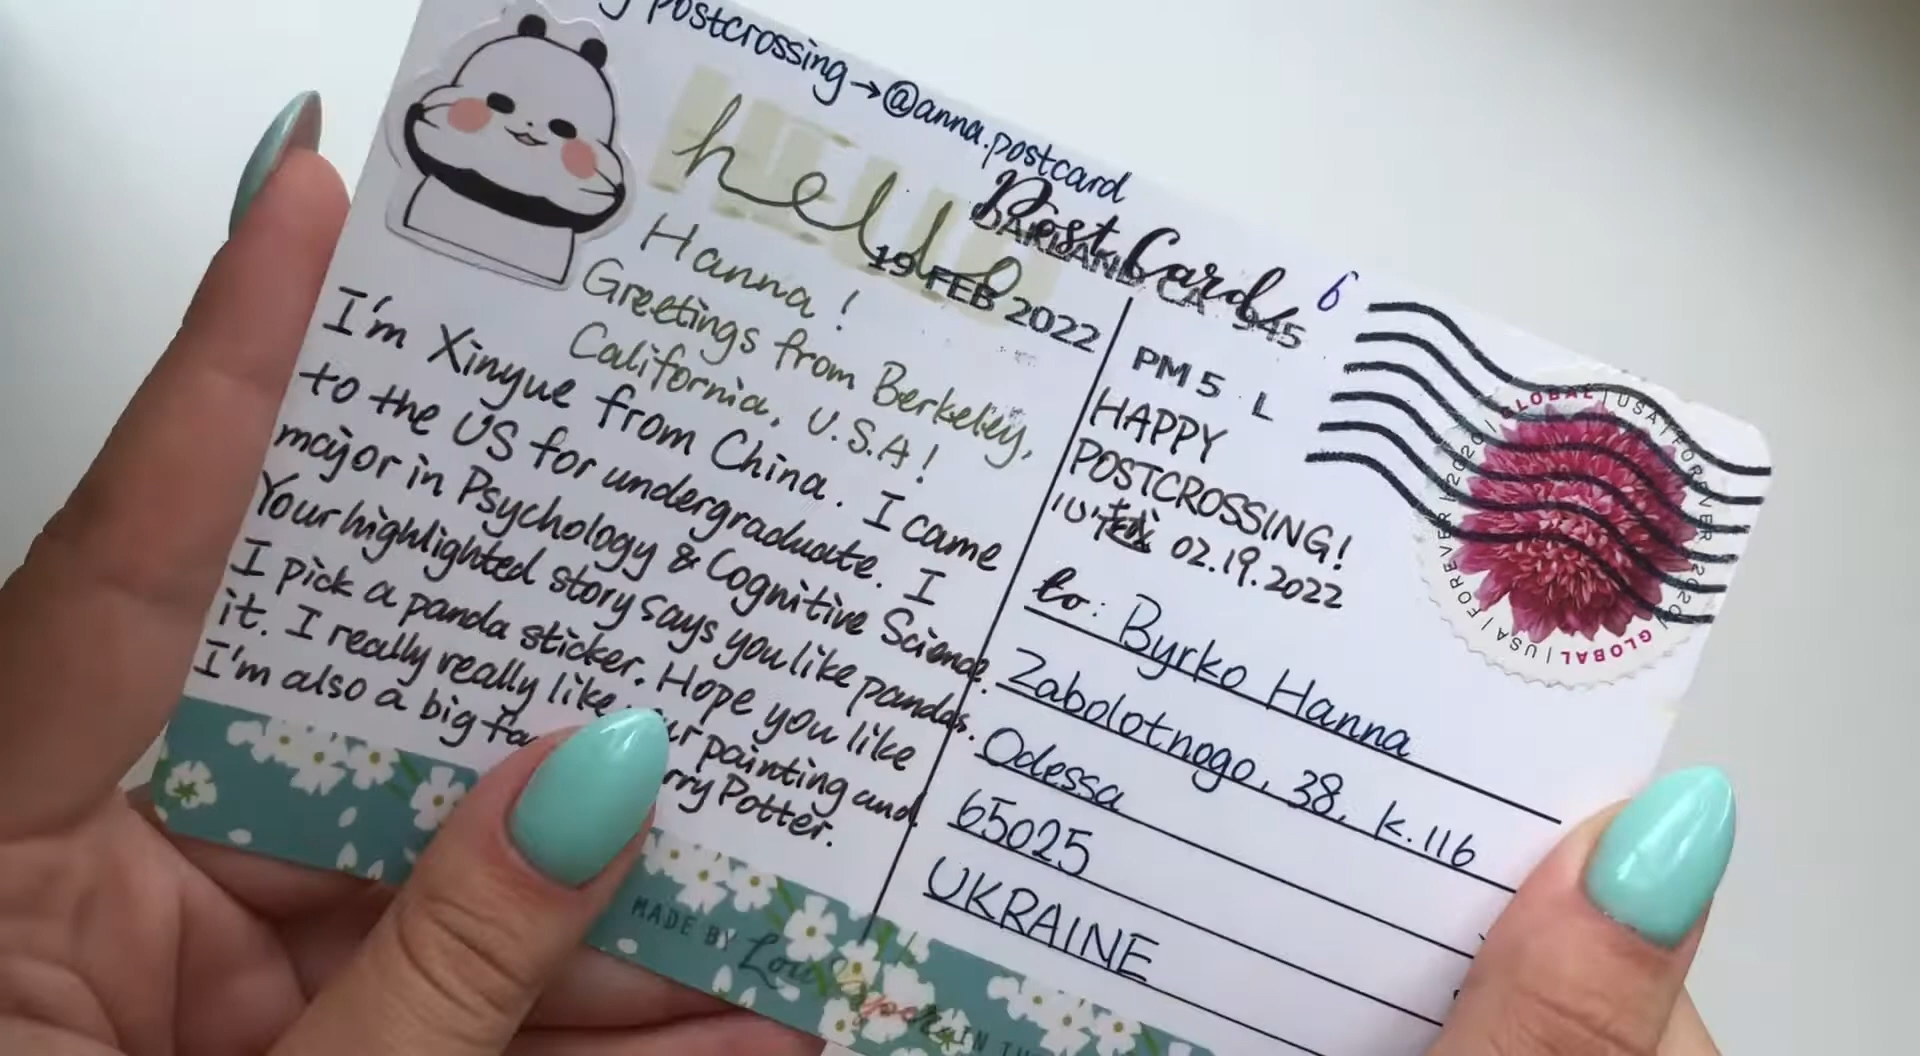 postcrossing → @anna.postcard
hello
Hanna!
Greetings from Berkeley,
California, U.S.A!
I'm Xinyue from China. I came
to the US for undergraduate. I
major in Psychology & Cognitive Science.
Your highlighted story says you like pandas.
I pick a panda sticker. Hope you like
it. I really really like painting and
I'm also a big Potter.
MADE BY
Post Card
OAKLAND CA 945
19 FEB 2022
PM 5 L
6
HAPPY
POSTCROSSING!
02.19.2022
to: Byrko Hanna
Zabolotnogo, 38, k.116
Odessa
65025
UKRAINE
GLOBAL | USA | FOREVER 2020 | GLOBAL | USA | FOREVER 2020